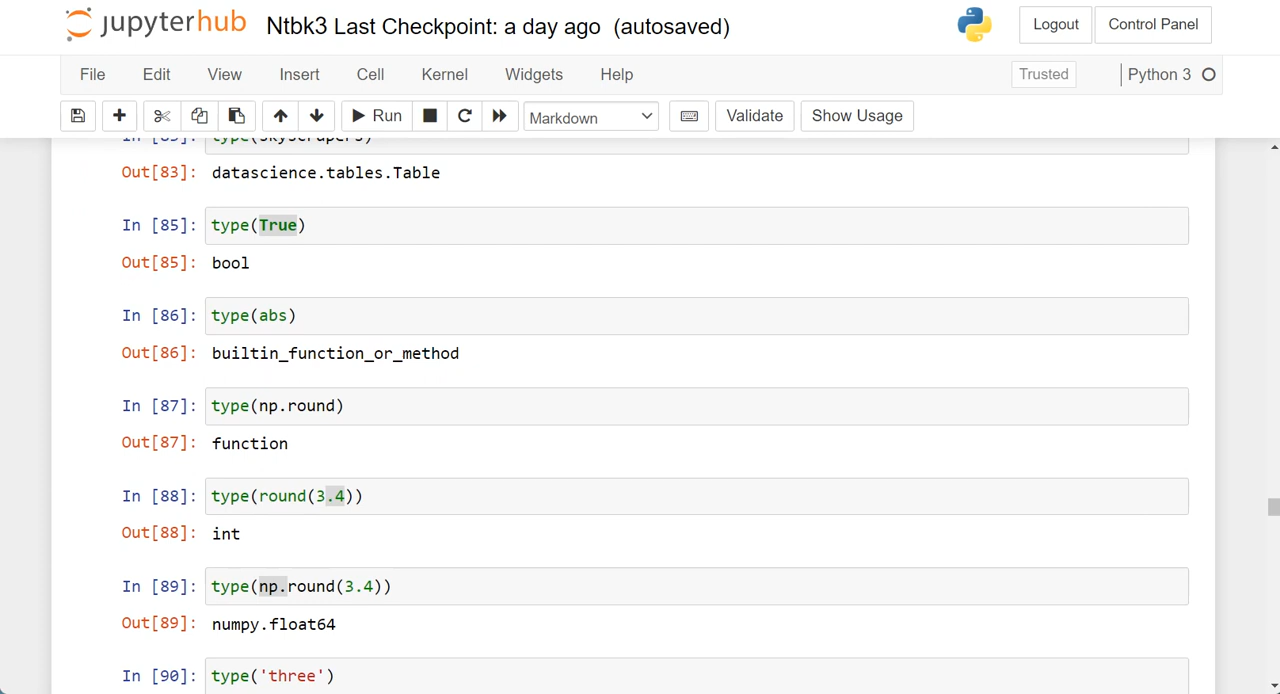 jupyterhub Ntbk3 Last Checkpoint: a day ago (autosaved) Logout Control Panel
File Edit View Insert Cell Kernel Widgets Help Trusted Python 3
Run Markdown Validate Show Usage
In [83]: type(skyscrapers)
Out[83]: datascience.tables.Table
In [85]: type(True)
Out[85]: bool
In [86]: type(abs)
Out[86]: builtin_function_or_method
In [87]: type(np.round)
Out[87]: function
In [88]: type(round(3.4))
Out[88]: int
In [89]: type(np.round(3.4))
Out[89]: numpy.float64
In [90]: type('three')